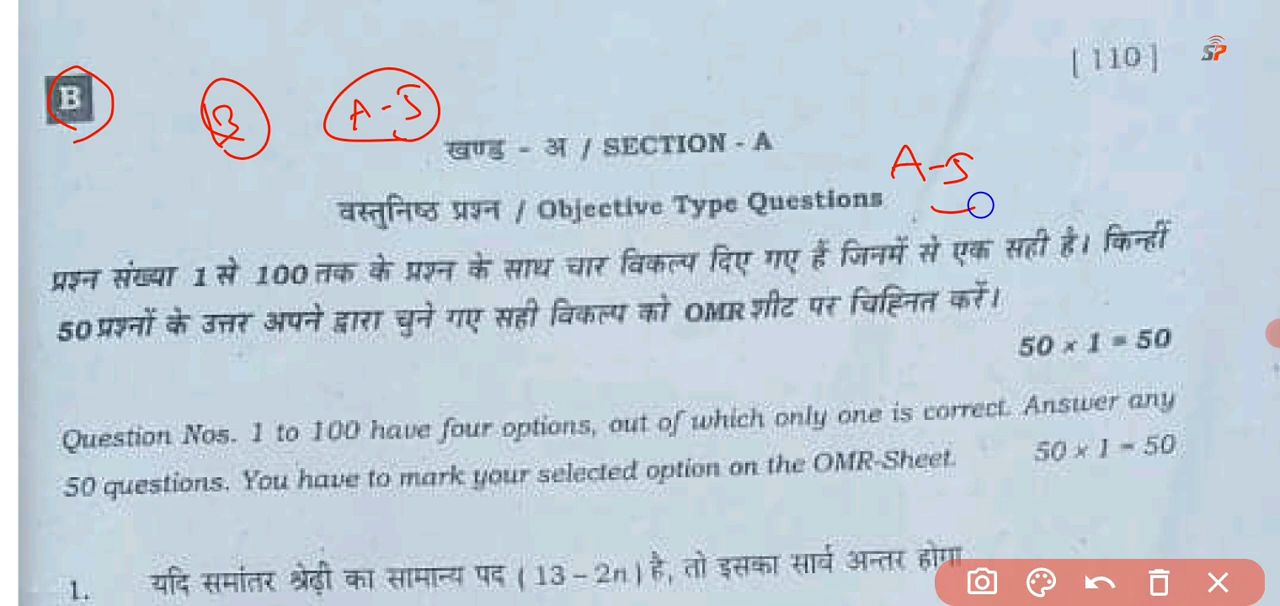 [ 110 ]
SP
B
B
A-J
खण्ड - अ / SECTION - A
A-J
वस्तुनिष्ठ प्रश्न / Objective Type Questions
प्रश्न संख्या 1 से 100 तक के प्रश्न के साथ चार विकल्प दिए गए हैं जिनमें से एक सही है। किन्हीं
50 प्रश्नों के उत्तर अपने द्वारा चुने गए सही विकल्प को OMR शीट पर चिह्नित करें।
50 × 1 = 50
Question Nos. 1 to 100 have four options, out of which only one is correct. Answer any
50 questions. You have to mark your selected option on the OMR-Sheet.
50 × 1 = 50
1. यदि समांतर श्रेढ़ी का सामान्य पद ( 13 – 2n ) है, तो इसका सार्व अन्तर होगा